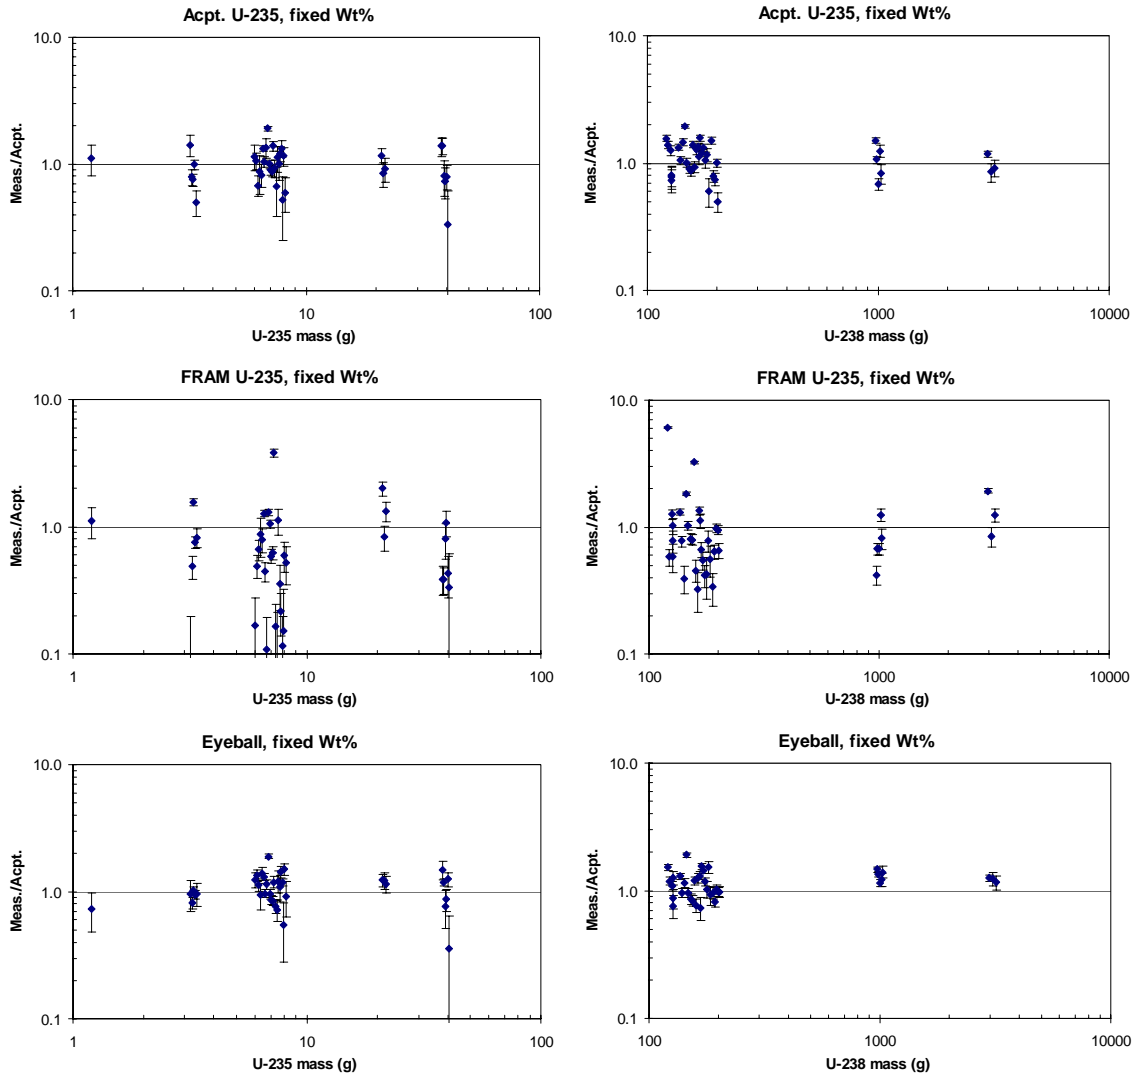 Acpt. U-235, fixed Wt%
10.0
1.0
0.1
Meas./Acpt.
1 10 100
U-235 mass (g)
Acpt. U-235, fixed Wt%
10.0
1.0
0.1
Meas./Acpt.
100 1000 10000
U-238 mass (g)
FRAM U-235, fixed Wt%
10.0
1.0
0.1
Meas./Acpt.
1 10 100
U-235 mass (g)
FRAM U-235, fixed Wt%
10.0
1.0
0.1
Meas./Acpt.
100 1000 10000
U-238 mass (g)
Eyeball, fixed Wt%
10.0
1.0
0.1
Meas./Acpt.
1 10 100
U-235 mass (g)
Eyeball, fixed Wt%
10.0
1.0
0.1
Meas./Acpt.
100 1000 10000
U-238 mass (g)